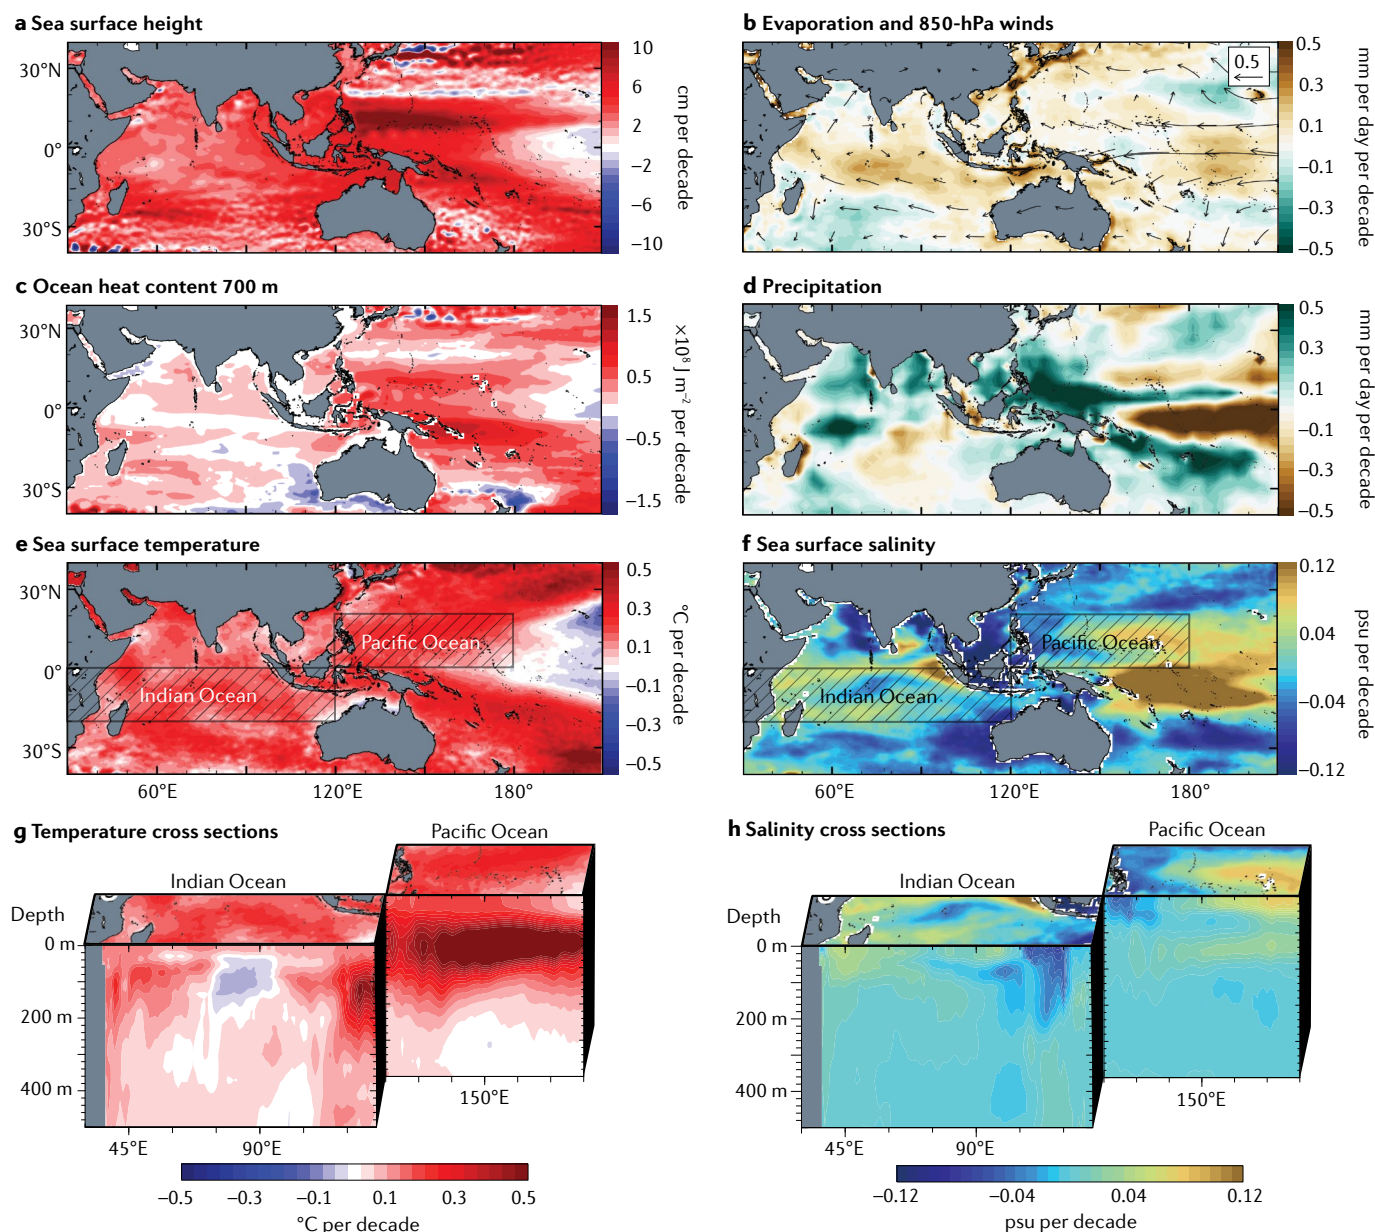 a Sea surface height
30°N
0°
30°S
10
6
2
−2
−6
−10
cm per decade
b Evaporation and 850-hPa winds
0.5
0.5
0.3
0.1
−0.1
−0.3
−0.5
mm per day per decade
c Ocean heat content 700 m
30°N
0°
30°S
1.5
0.5
−0.5
−1.5
×10⁸ J m⁻² per decade
d Precipitation
0.5
0.3
0.1
−0.1
−0.3
−0.5
mm per day per decade
e Sea surface temperature
30°N
0°
30°S
Pacific Ocean
Indian Ocean
60°E
120°E
180°
0.5
0.3
0.1
−0.1
−0.3
−0.5
°C per decade
f Sea surface salinity
Pacific Ocean
Indian Ocean
60°E
120°E
180°
0.12
0.04
−0.04
−0.12
psu per decade
g Temperature cross sections
Pacific Ocean
Indian Ocean
Depth
0 m
200 m
400 m
45°E
90°E
150°E
−0.5
−0.3
−0.1
0.1
0.3
0.5
°C per decade
h Salinity cross sections
Pacific Ocean
Indian Ocean
Depth
0 m
200 m
400 m
45°E
90°E
150°E
−0.12
−0.04
0.04
0.12
psu per decade